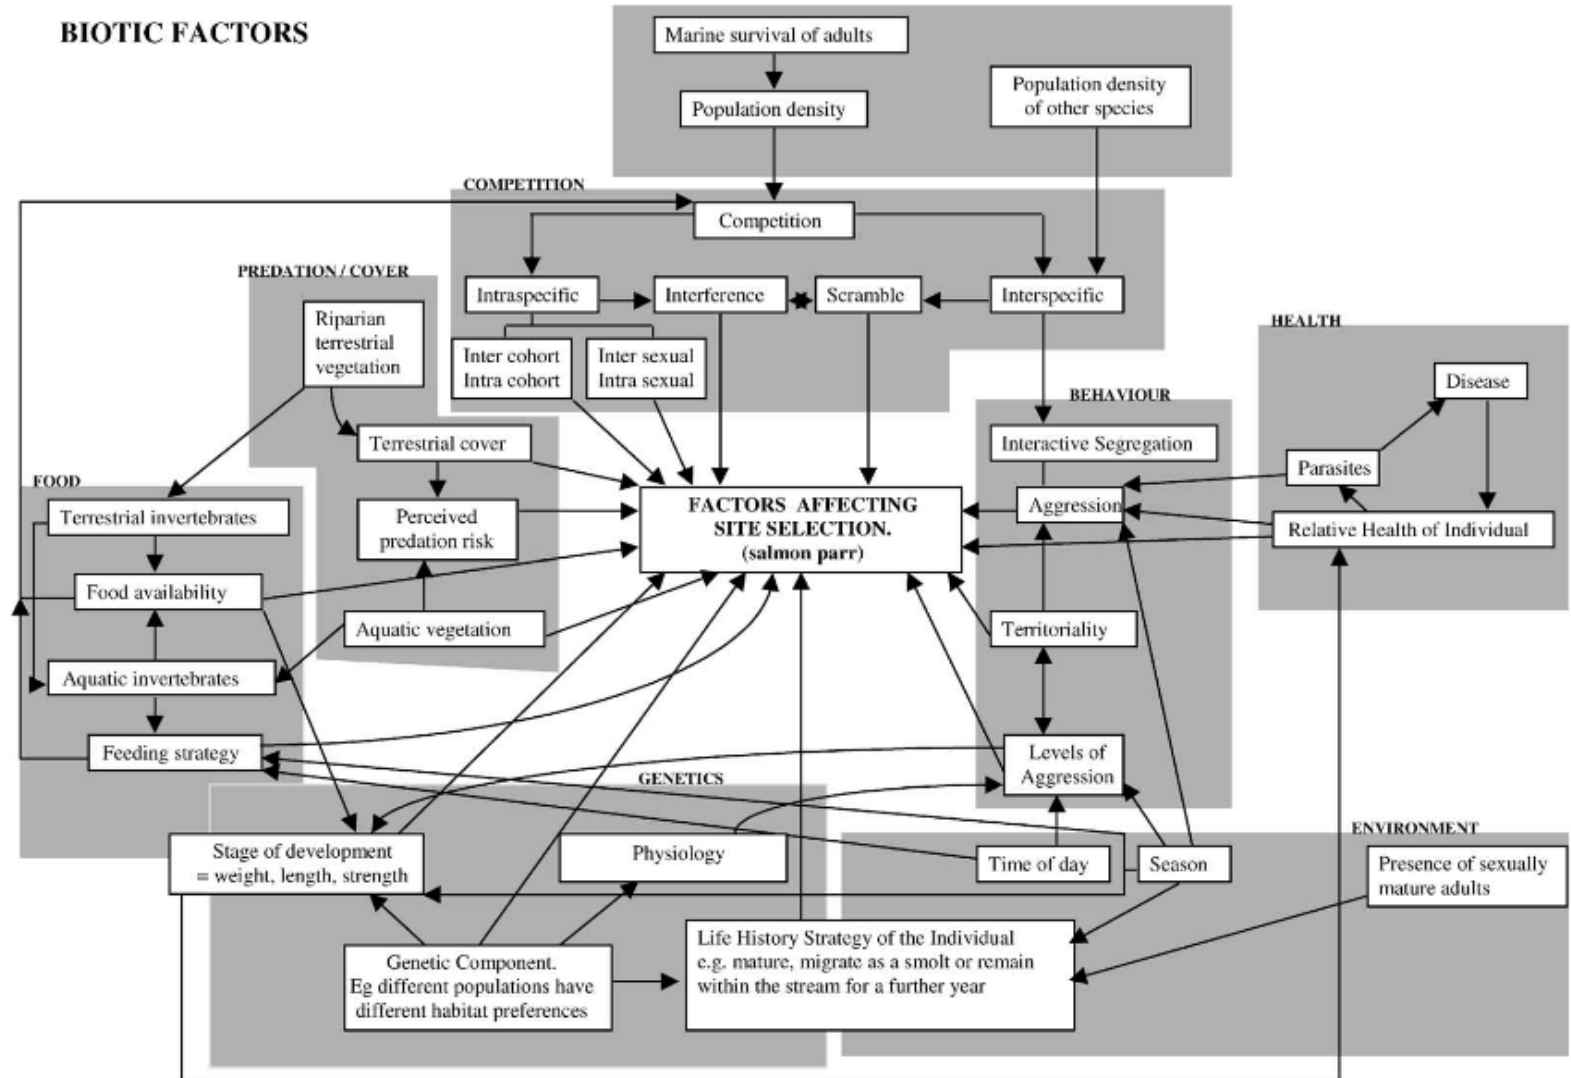 BIOTIC FACTORS
Marine survival of adults
Population density
Population density
of other species
COMPETITION
Competition
Intraspecific
Interference
Scramble
Interspecific
Inter cohort
Intra cohort
Inter sexual
Intra sexual
PREDATION / COVER
Riparian
terrestrial
vegetation
Terrestrial cover
Perceived
predation risk
Aquatic vegetation
HEALTH
Disease
Parasites
Relative Health of Individual
BEHAVIOUR
Interactive Segregation
Aggression
Territoriality
Levels of
Aggression
FOOD
Terrestrial invertebrates
Food availability
Aquatic invertebrates
Feeding strategy
FACTORS AFFECTING
SITE SELECTION.
(salmon parr)
GENETICS
Stage of development
= weight, length, strength
Physiology
Genetic Component.
Eg different populations have
different habitat preferences
ENVIRONMENT
Time of day
Season
Presence of sexually
mature adults
Life History Strategy of the Individual
e.g. mature, migrate as a smolt or remain
within the stream for a further year